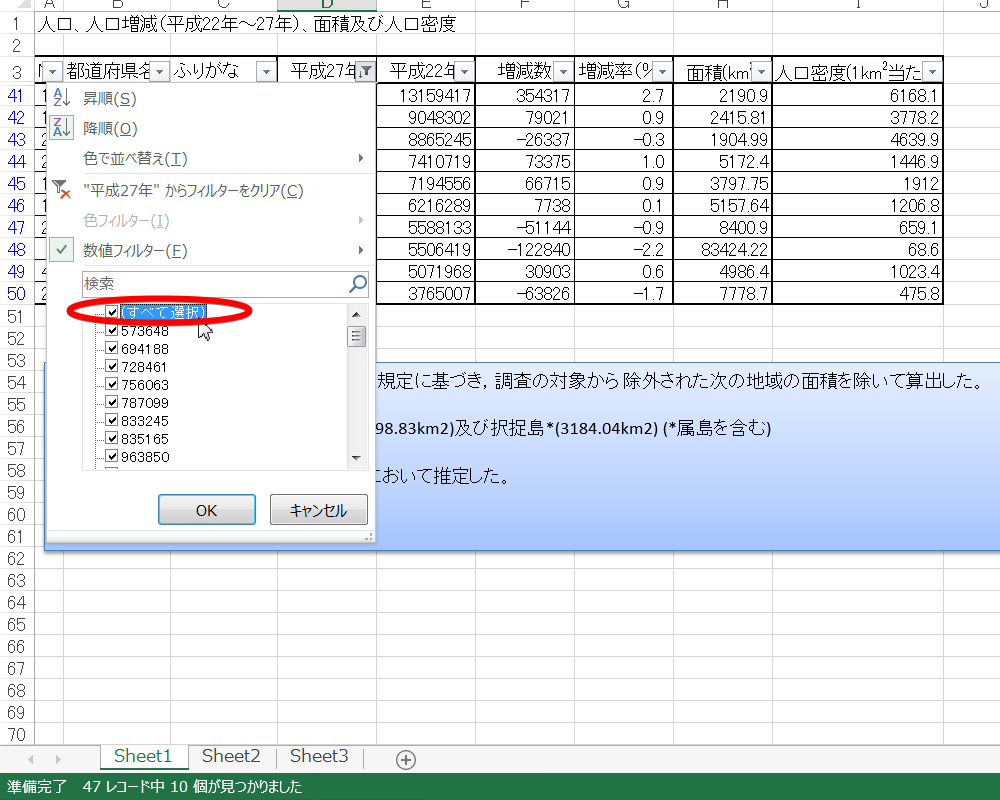 A B C D E F G H I J
1 人口、人口増減(平成22年~27年)、面積及び人口密度
2
3 都道府県名 ふりがな 平成27年 平成22年 増減数 増減率(% 面積(km² 人口密度(1km²当た
41 13159417 354317 2.7 2190.9 6168.1
42 9048302 79021 0.9 2415.81 3778.2
43 8865245 -26337 -0.3 1904.99 4639.9
44 7410719 73375 1.0 5172.4 1446.9
45 7194556 66715 0.9 3797.75 1912
46 6216289 7738 0.1 5157.64 1206.8
47 5588133 -51144 -0.9 8400.9 659.1
48 5506419 -122840 -2.2 83424.22 68.6
49 5071968 30903 0.6 4986.4 1023.4
50 3765007 -63826 -1.7 7778.7 475.8
昇順(S)
降順(O)
色で並べ替え(T)
"平成27年" からフィルターをクリア(C)
色フィルター(I)
数値フィルター(F)
検索
(すべて選択)
573648
694188
728461
756063
787099
833245
835165
963850
OK キャンセル
51
52
53
54 規定に基づき, 調査の対象から除外された次の地域の面積を除いて算出した。
55
56 98.83km2)及び択捉島*(3184.04km2) (*属島を含む)
57
58 において推定した。
59
60
61
62
63
64
65
66
67
68
69
70
Sheet1 Sheet2 Sheet3
準備完了 47 レコード中 10 個が見つかりました